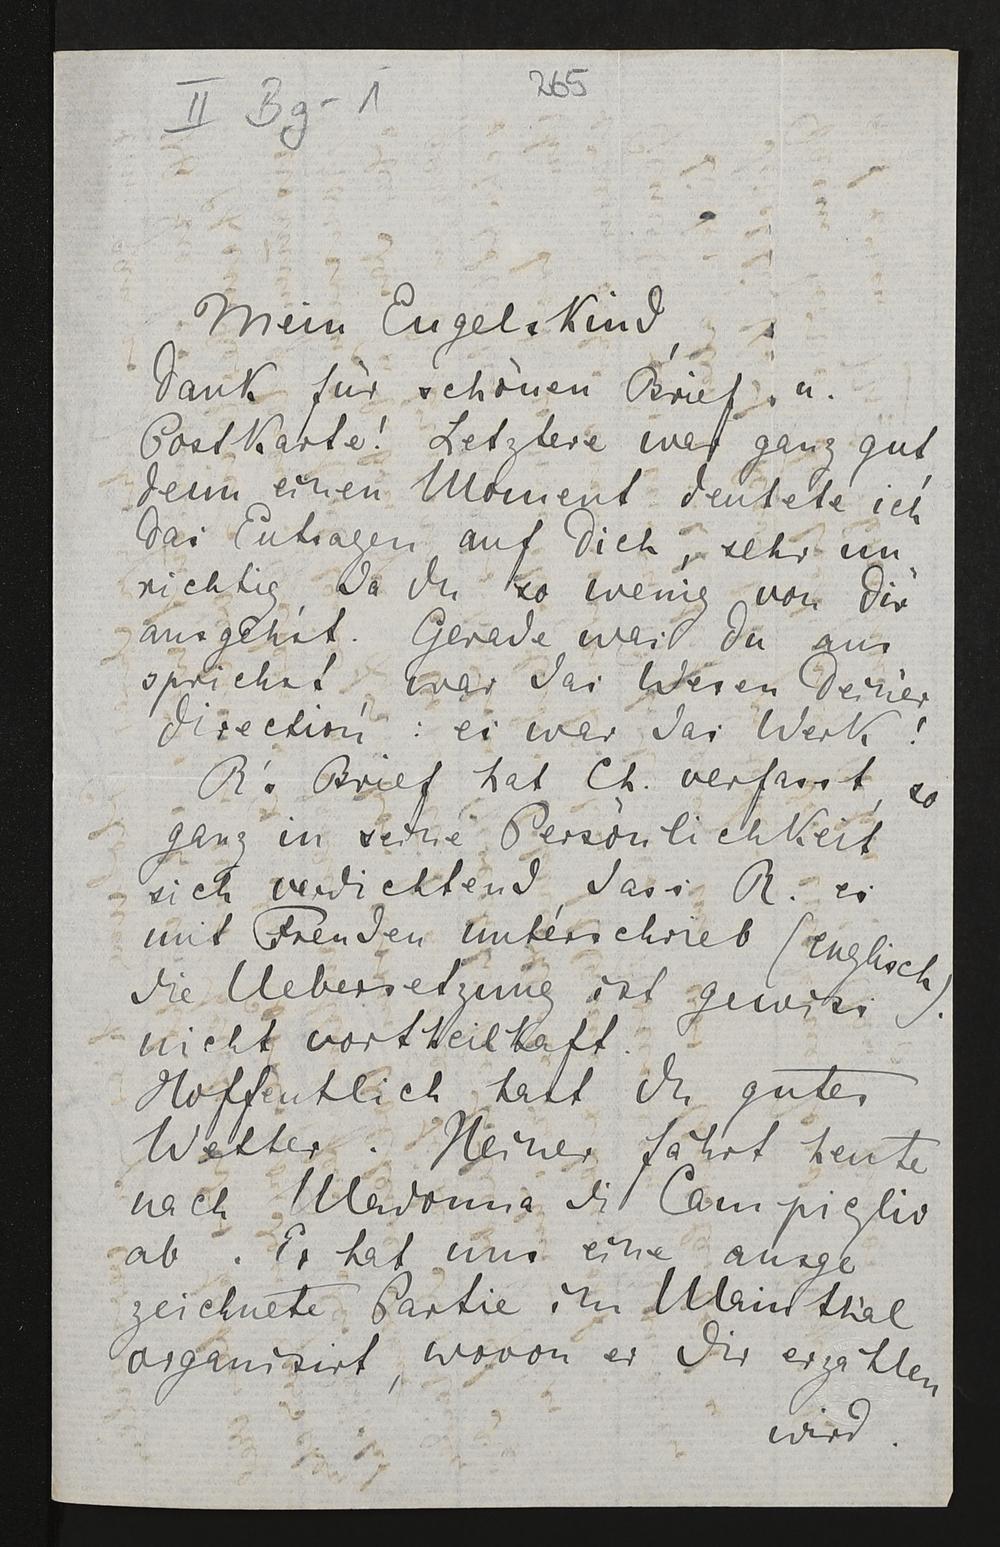 II Bg- 1
265
Mein Engelskind,
Dank für schönen Brief u.
Postkarte! Letztere war ganz gut,
denn einen Moment deutete ich
das Entsagen auf Dich, sehr un
richtig, da du so wenig von Dir
ausgehst. Gerade was du aus
sprichst war das Wesen Deiner
Direction: es war das Werk!
R's Brief hat Ch. verfasst, so
ganz in seine Persönlichkeit
sich verdichtend, dass R. es
mit Freuden unterschrieb (englisch)
die Uebersetzung ist gewiss
nicht vortheilhaft.
Hoffentlich hast du gutes
Wetter. Heiner fährt heute
nach Madonna di Campiglio
ab. Er hat uns eine ausge
zeichnete Partie im Mainthal
organisirt, wovon er Dir erzählen
wird.